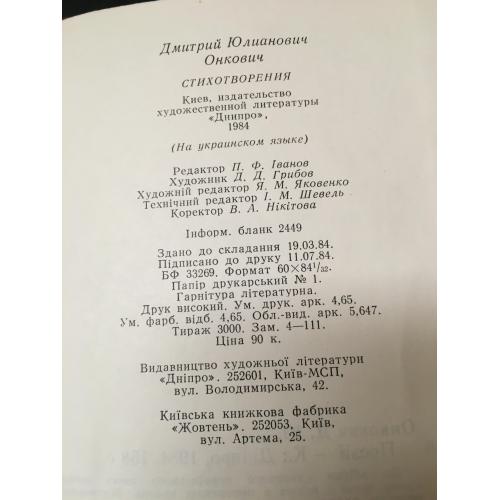 Дмитрий Юлианович
Онкович
СТИХОТВОРЕНИЯ
Киев, издательство
художественной литературы
«Днипро»,
1984
(На украинском языке)
Редактор П. Ф. Іванов
Художник Д. Д. Грибов
Художній редактор Я. М. Яковенко
Технічний редактор І. М. Шевель
Коректор В. А. Нікітова
Інформ. бланк 2449
Здано до складання 19.03.84.
Підписано до друку 11.07.84.
БФ 33269. Формат 60×84¹/₃₂.
Папір друкарський № 1.
Гарнітура літературна.
Друк високий. Ум. друк. арк. 4,65.
Ум. фарб. відб. 4,65. Обл.-вид. арк. 5,647.
Тираж 3000. Зам. 4—111.
Ціна 90 к.
Видавництво художньої літератури
«Дніпро». 252601, Київ-МСП,
вул. Володимирська, 42.
Київська книжкова фабрика
«Жовтень». 252053, Київ,
вул. Артема, 25.